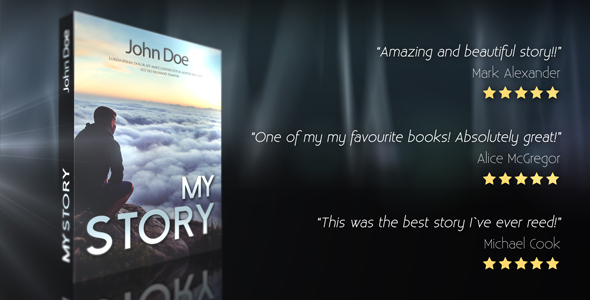 John Doe
MY STORY
John Doe
MY
STORY
“Amazing and beautiful story!!”
Mark Alexander
“One of my my favourite books! Absolutely great!”
Alice McGregor
“This was the best story I`ve ever reed!”
Michael Cook